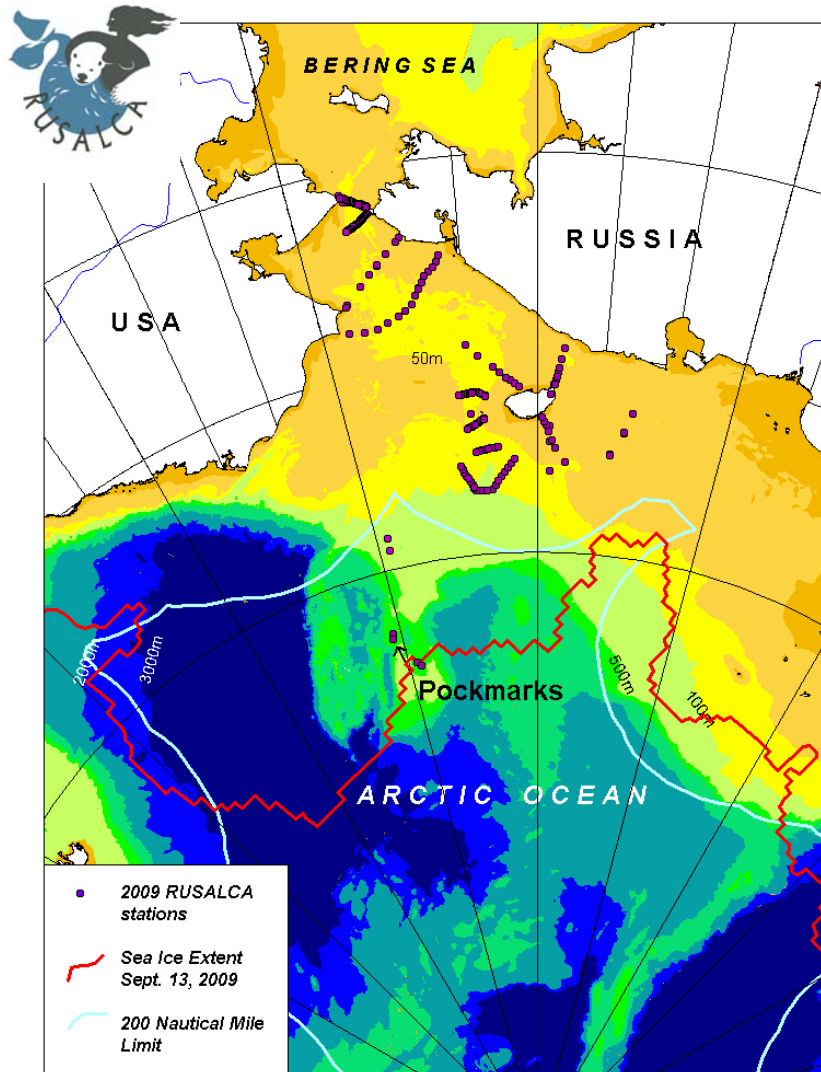 RUSALCA
BERING SEA
RUSSIA
USA
50m
2000m
3000m
500m
100m
Pockmarks
ARCTIC OCEAN
2009 RUSALCA
stations
Sea Ice Extent
Sept. 13, 2009
200 Nautical Mile
Limit